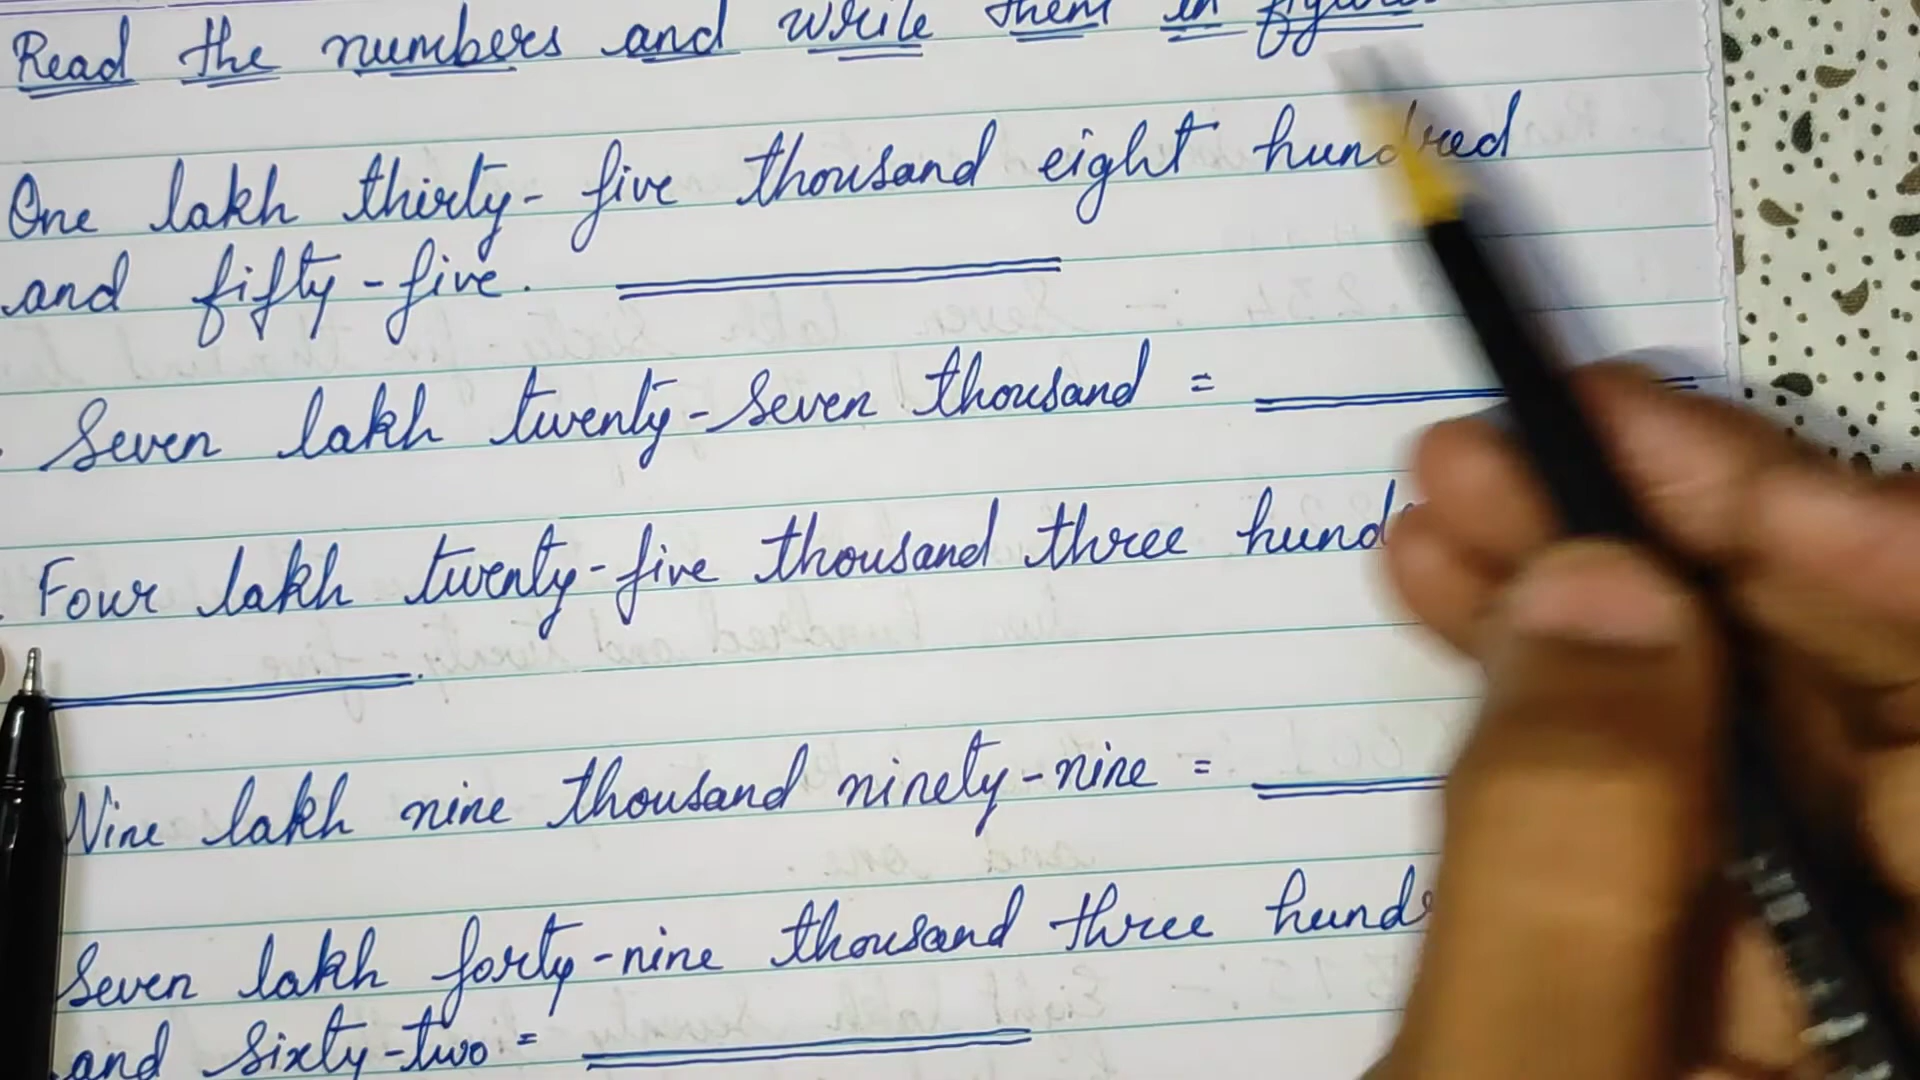 Read the numbers and write them in
One lakh thirty-five thousand eight hundred
and fifty-five.
Seven lakh twenty-seven thousand =
Four lakh twenty-five thousand three
Nine lakh nine thousand ninety-nine =
Seven lakh forty-nine thousand three
and sixty-two =